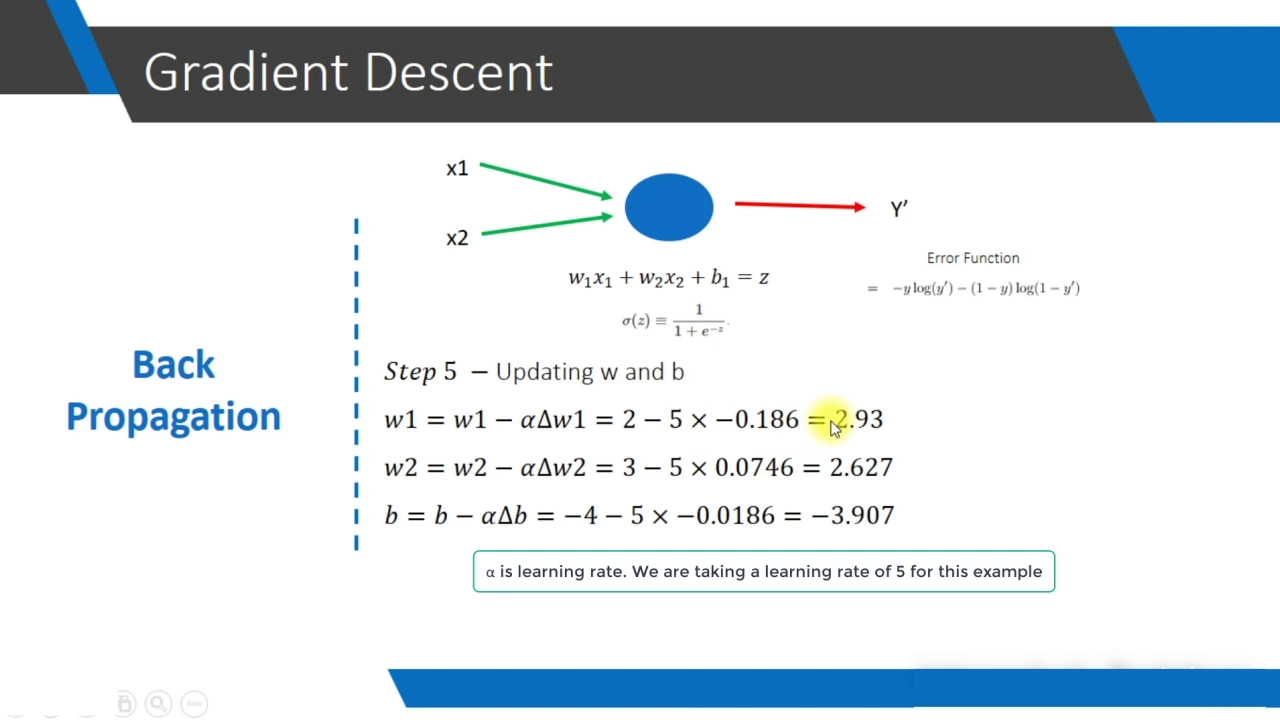 Gradient Descent
x1
x2
Y′
w₁x₁ + w₂x₂ + b₁ = z
σ(z) ≡ 1 / (1 + e⁻ᶻ).
Error Function
= −y log(y′) − (1 − y) log(1 − y′)
Back
Propagation
Step 5 − Updating w and b
w1 = w1 − αΔw1 = 2 − 5 × −0.186 = 2.93
w2 = w2 − αΔw2 = 3 − 5 × 0.0746 = 2.627
b = b − αΔb = −4 − 5 × −0.0186 = −3.907
α is learning rate. We are taking a learning rate of 5 for this example